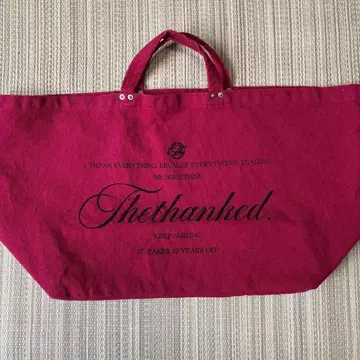 I THANK EVERYTHING, BECAUSE EVERYTHING TEACHES
ME SOMETHING
Thethanked.
KEEP SMILING
IT TAKES 10 YEARS OFF